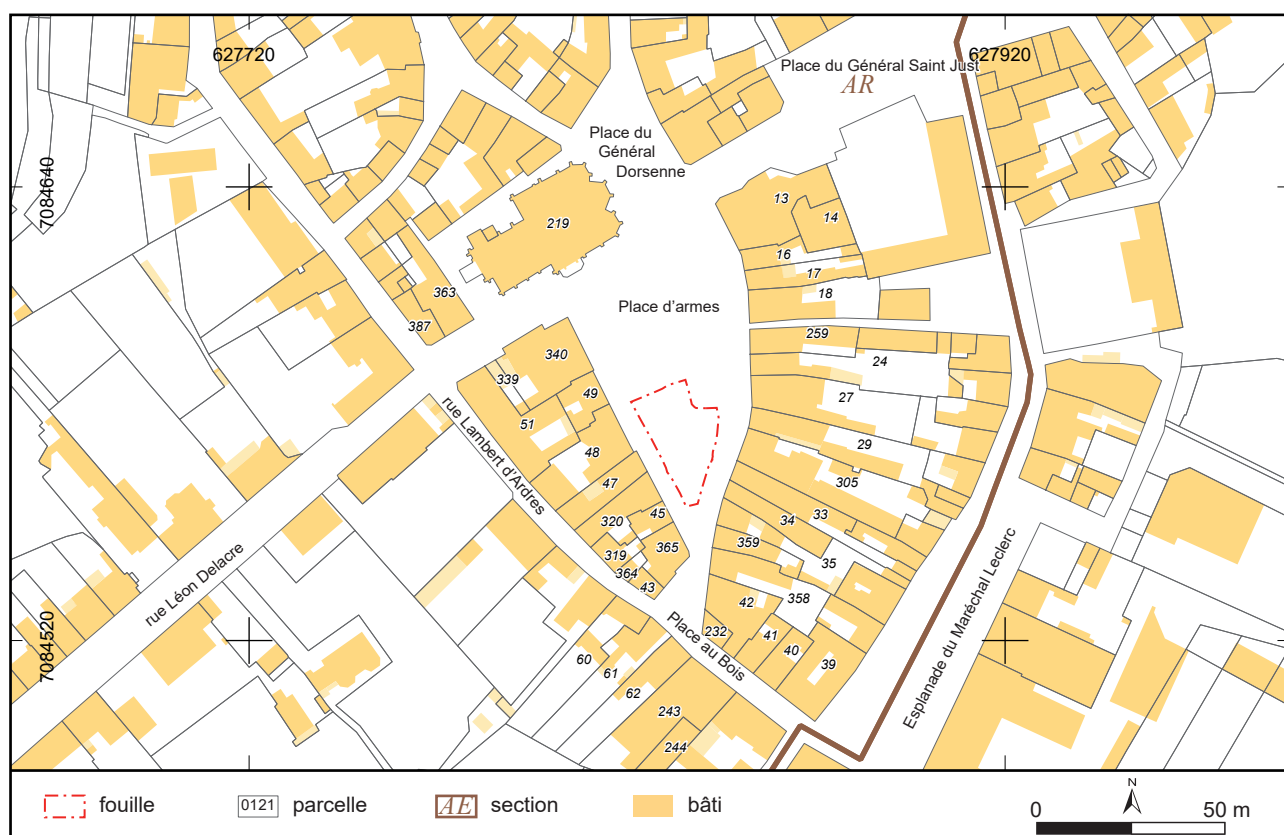 627720
627920
Place du Général Saint Just
AR
Place du
Général
Dorsenne
7084640
13
14
219
16
17
363
18
Place d'armes
387
259
340
24
339
49
27
51
rue Lambert d'Ardres
29
48
305
47
45
33
320
34
365
359
319
35
364
43
358
42
rue Léon Delacre
Esplanade du Maréchal Leclerc
232
41
Place au Bois
40
39
7084520
60
61
62
243
244
fouille
0121
parcelle
AE
section
bâti
N
0
50 m